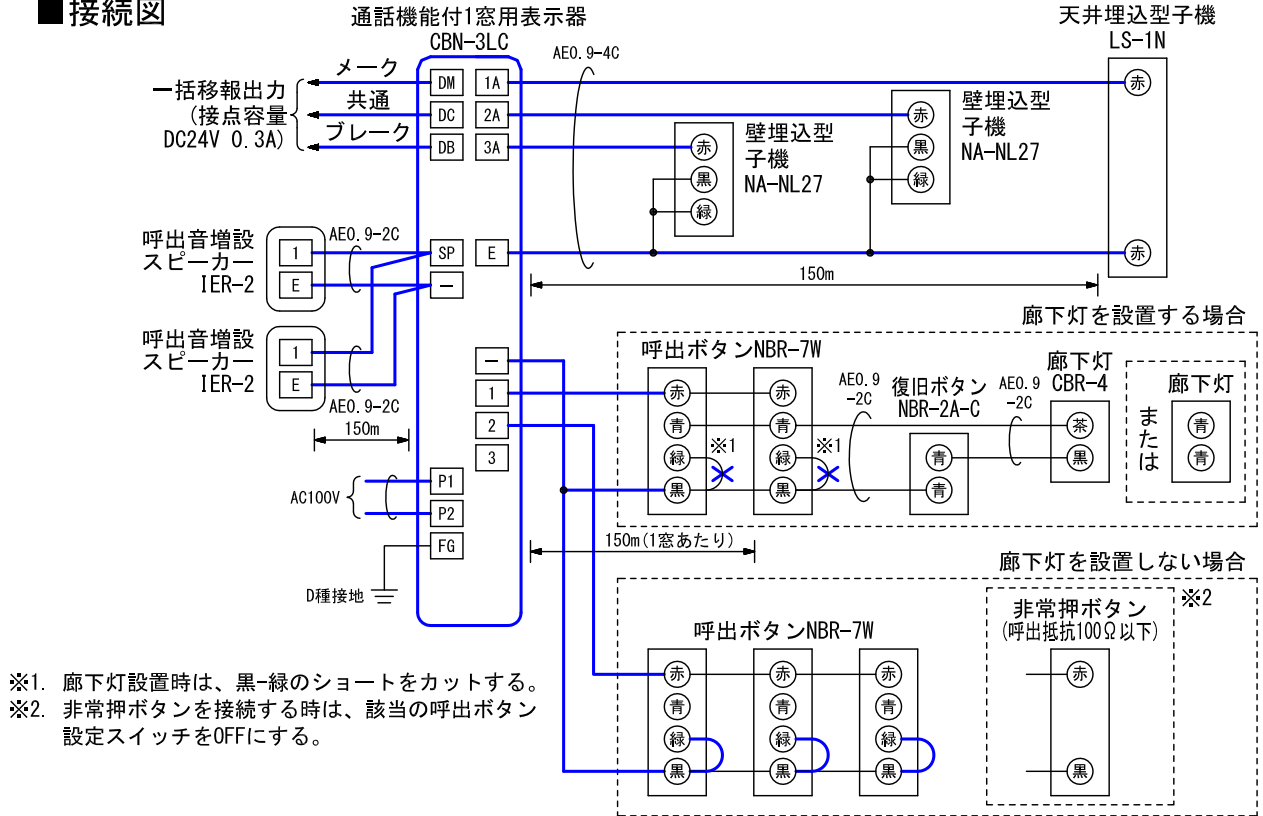 ■接続図
通話機能付1窓用表示器
CBN-3LC
天井埋込型子機
LS-1N
AE0.9-4C
一括移報出力
(接点容量
DC24V 0.3A)
メーク
共通
ブレーク
DM
DC
DB
1A
2A
3A
赤
赤
黒
緑
壁埋込型
子機
NA-NL27
赤
黒
緑
壁埋込型
子機
NA-NL27
赤
呼出音増設
スピーカー
IER-2
1
E
AE0.9-2C
SP
－
E
150m
呼出音増設
スピーカー
IER-2
1
E
AE0.9-2C
150m
－
1
2
3
AC100V
P1
P2
FG
D種接地
廊下灯を設置する場合
呼出ボタンNBR-7W
赤
青
緑
黒
※1
赤
青
緑
黒
※1
AE0.9
-2C
復旧ボタン
NBR-2A-C
青
青
AE0.9
-2C
廊下灯
CBR-4
茶
黒
または
廊下灯
青
青
150m(1窓あたり)
廊下灯を設置しない場合
呼出ボタンNBR-7W
赤
青
緑
黒
赤
青
緑
黒
赤
青
緑
黒
非常押ボタン
(呼出抵抗100Ω以下)
※2
赤
黒
※1. 廊下灯設置時は、黒-緑のショートをカットする。
※2. 非常押ボタンを接続する時は、該当の呼出ボタン
設定スイッチをOFFにする。